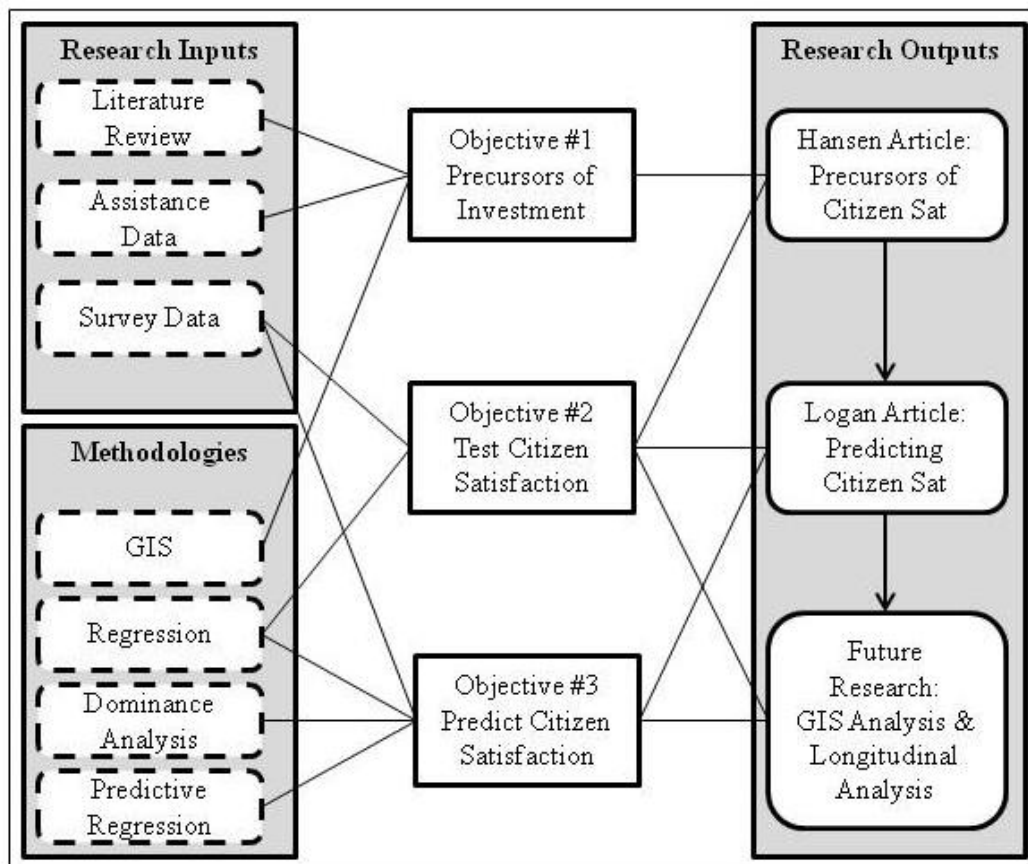 Research Inputs
Literature
Review
Assistance
Data
Survey Data
Methodologies
GIS
Regression
Dominance
Analysis
Predictive
Regression
Objective #1
Precursors of
Investment
Objective #2
Test Citizen
Satisfaction
Objective #3
Predict Citizen
Satisfaction
Research Outputs
Hansen Article:
Precursors of
Citizen Sat
Logan Article:
Predicting
Citizen Sat
Future
Research:
GIS Analysis &
Longitudinal
Analysis